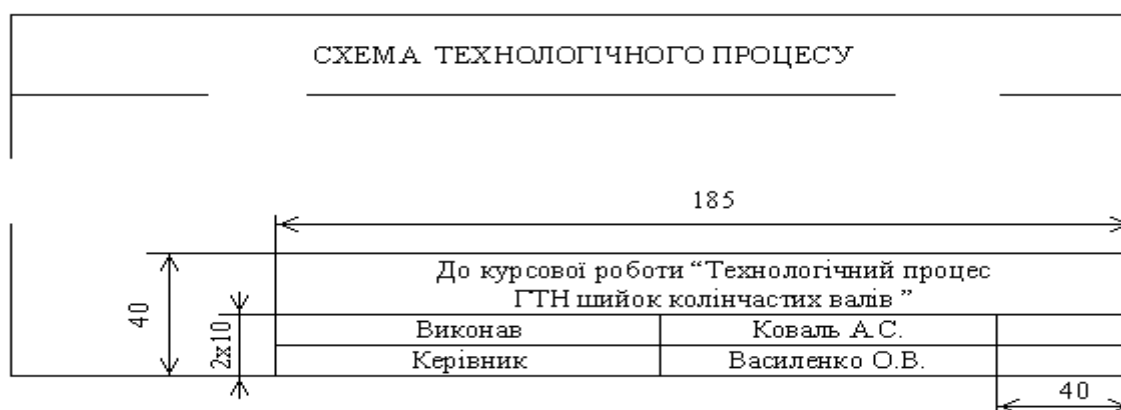 СХЕМА ТЕХНОЛОГІЧНОГО ПРОЦЕСУ
185
До курсової роботи “Технологічний процес
ГТН шийок колінчастих валів ”
40
2х10
Виконав Коваль А.С.
Керівник Василенко О.В.
40